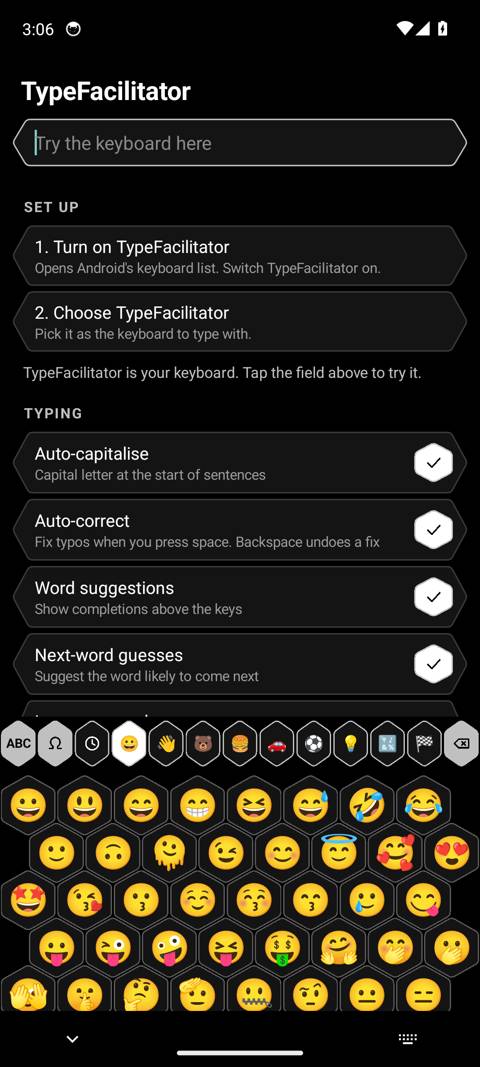 3:06
TypeFacilitator
Try the keyboard here
SET UP
1. Turn on TypeFacilitator
Opens Android's keyboard list. Switch TypeFacilitator on.
2. Choose TypeFacilitator
Pick it as the keyboard to type with.
TypeFacilitator is your keyboard. Tap the field above to try it.
TYPING
Auto-capitalise
Capital letter at the start of sentences
Auto-correct
Fix typos when you press space. Backspace undoes a fix
Word suggestions
Show completions above the keys
Next-word guesses
Suggest the word likely to come next
ABC Ω